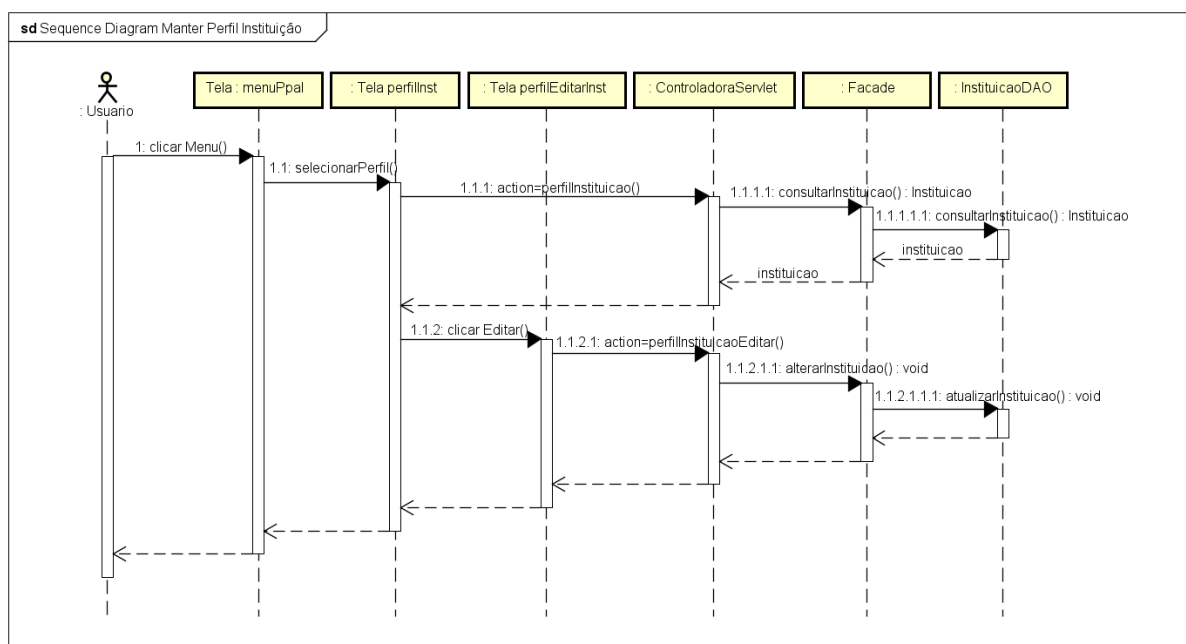 sd Sequence Diagram Manter Perfil Instituição
: Usuario
Tela : menuPpal
: Tela perfilInst
: Tela perfilEditarInst
: ControladoraServlet
: Facade
: InstituicaoDAO
1: clicar Menu()
1.1: selecionarPerfil()
1.1.1: action=perfilInstituicao()
1.1.1.1: consultarInstituicao() : Instituicao
1.1.1.1.1: consultarInstituicao() : Instituicao
instituição
instituicao
1.1.2: clicar Editar()
1.1.2.1: action=perfilInstituicaoEditar()
1.1.2.1.1: alterarInstituidao() : void
1.1.2.1.1.1: atualizarInstituicao() : void